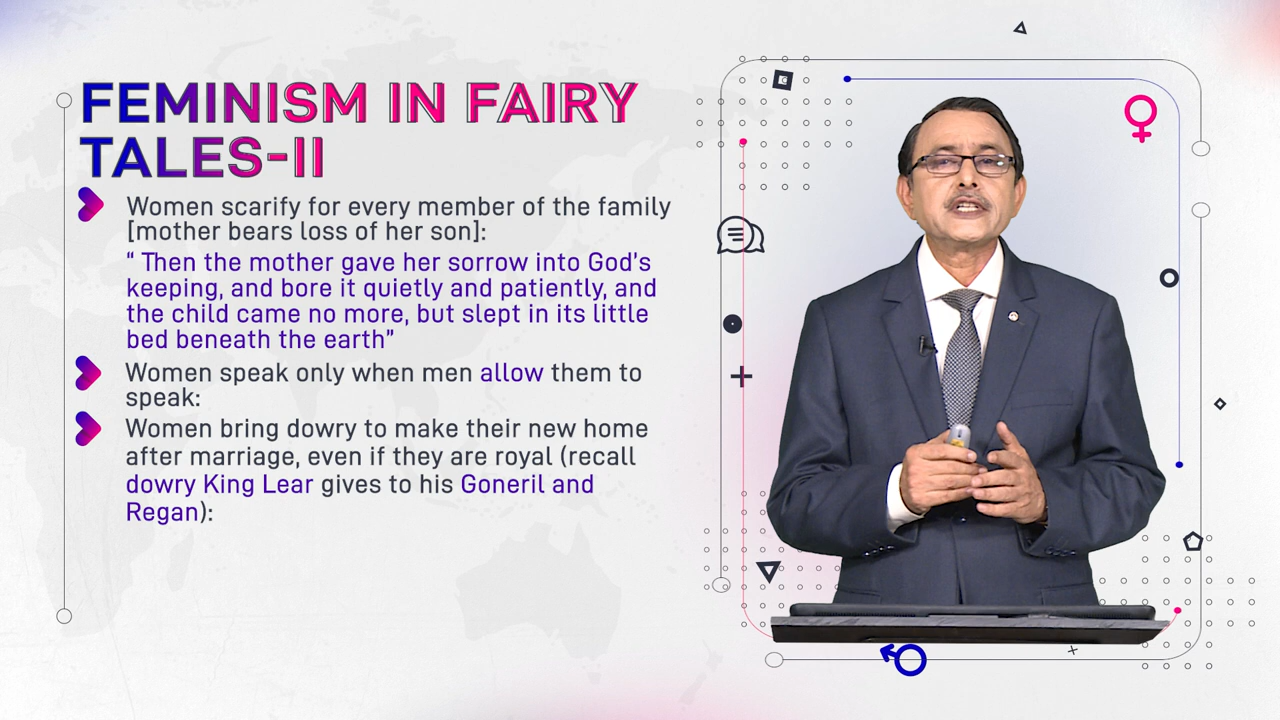 FEMINISM IN FAIRY
TALES-II
Women scarify for every member of the family
[mother bears loss of her son]:
“ Then the mother gave her sorrow into God’s
keeping, and bore it quietly and patiently, and
the child came no more, but slept in its little
bed beneath the earth”
Women speak only when men allow them to
speak:
Women bring dowry to make their new home
after marriage, even if they are royal (recall
dowry King Lear gives to his Goneril and
Regan):